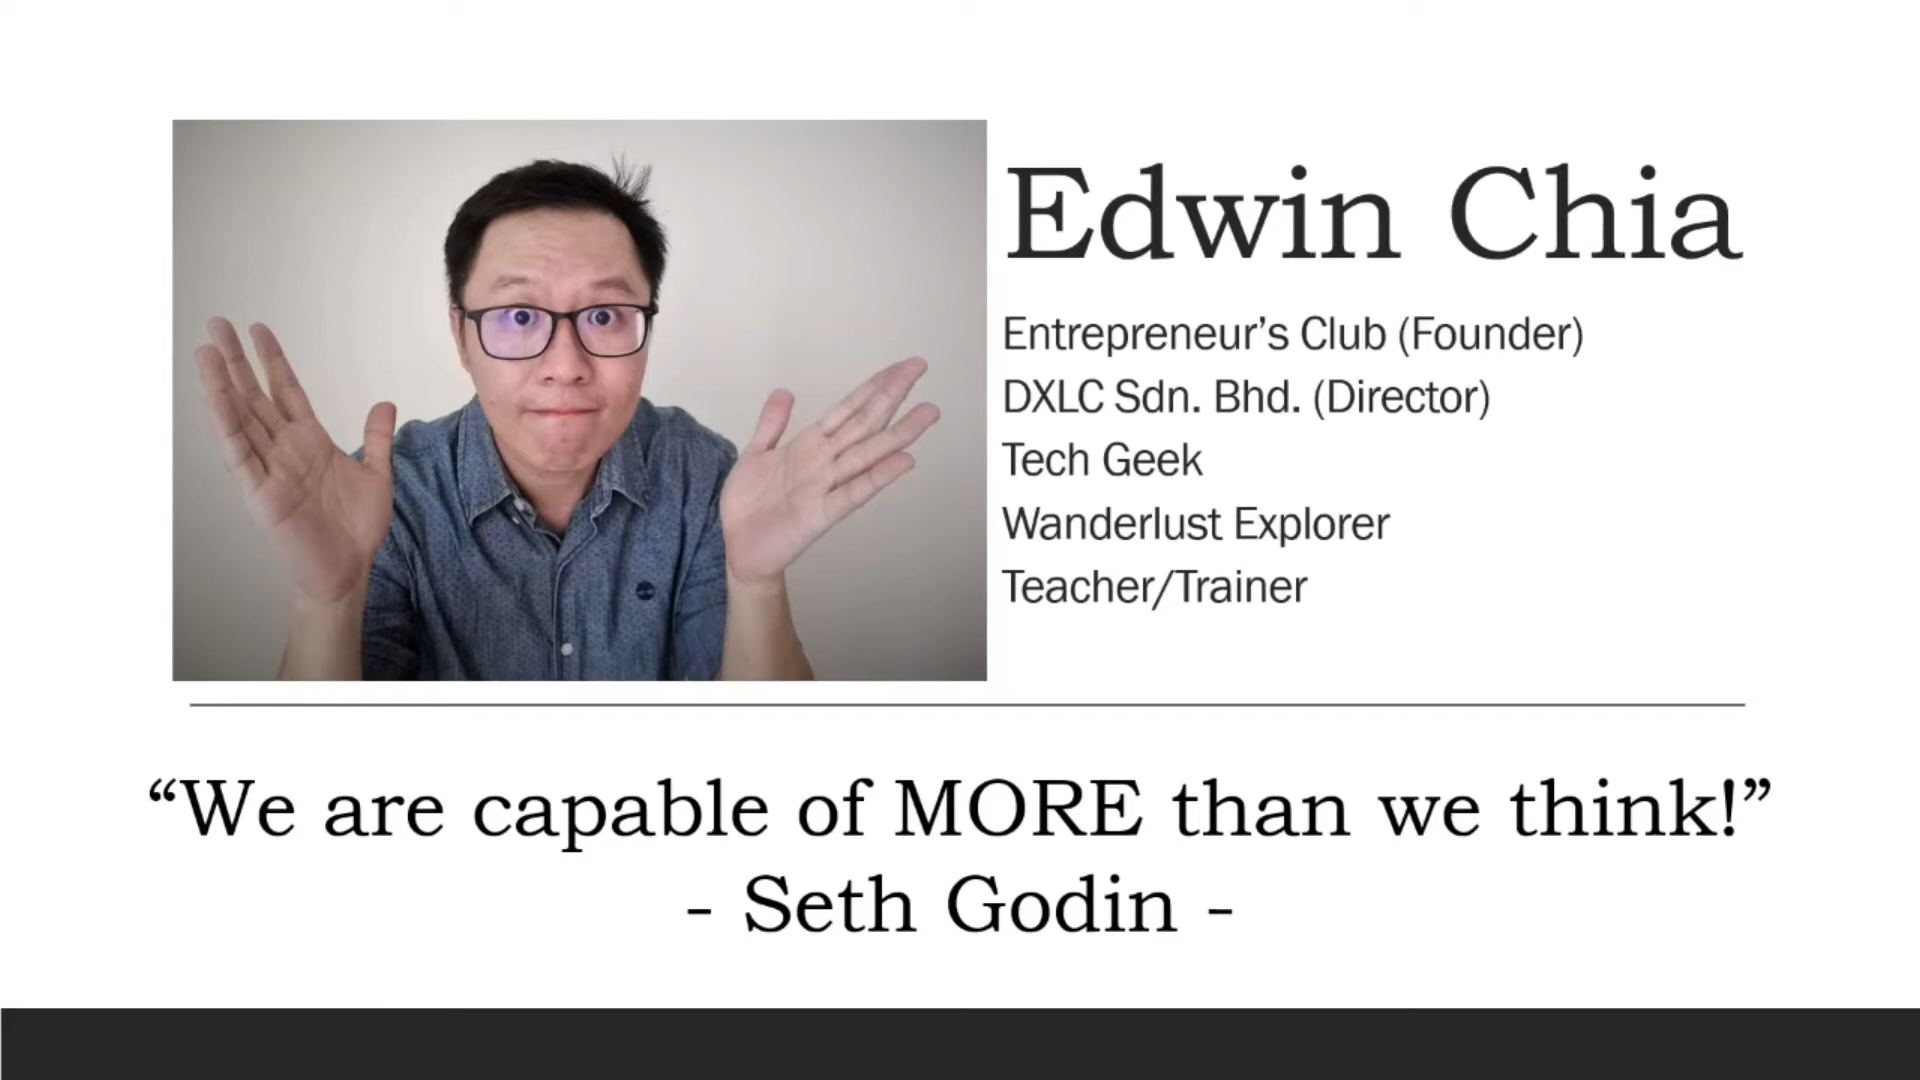 Edwin Chia
Entrepreneur’s Club (Founder)
DXLC Sdn. Bhd. (Director)
Tech Geek
Wanderlust Explorer
Teacher/Trainer
“We are capable of MORE than we think!”
- Seth Godin -